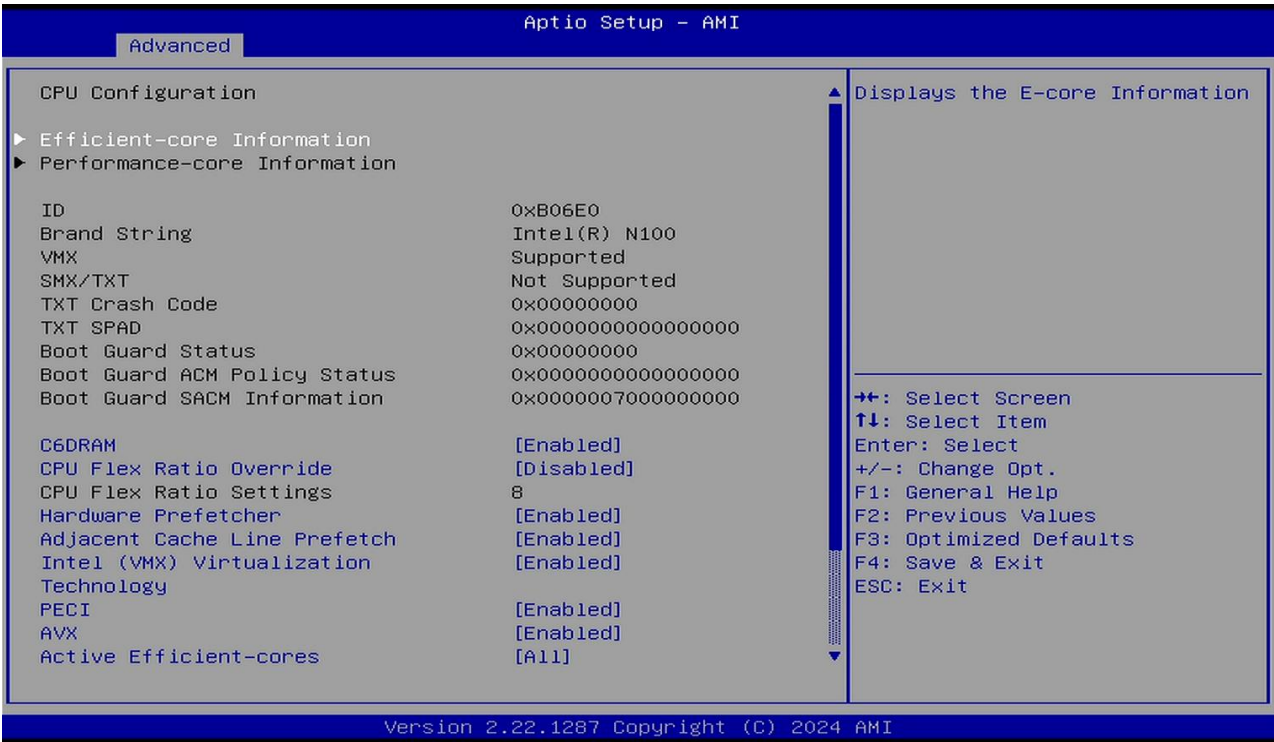 Aptio Setup - AMI
Advanced
CPU Configuration
Efficient-core Information
Performance-core Information
ID 0xB06E0
Brand String Intel(R) N100
VMX Supported
SMX/TXT Not Supported
TXT Crash Code 0x00000000
TXT SPAD 0x0000000000000000
Boot Guard Status 0x00000000
Boot Guard ACM Policy Status 0x0000000000000000
Boot Guard SACM Information 0x0000007000000000
C6DRAM [Enabled]
CPU Flex Ratio Override [Disabled]
CPU Flex Ratio Settings 8
Hardware Prefetcher [Enabled]
Adjacent Cache Line Prefetch [Enabled]
Intel (VMX) Virtualization [Enabled]
Technology
PECI [Enabled]
AVX [Enabled]
Active Efficient-cores [All]
Displays the E-core Information
→←: Select Screen
↑↓: Select Item
Enter: Select
+/-: Change Opt.
F1: General Help
F2: Previous Values
F3: Optimized Defaults
F4: Save & Exit
ESC: Exit
Version 2.22.1287 Copyright (C) 2024 AMI